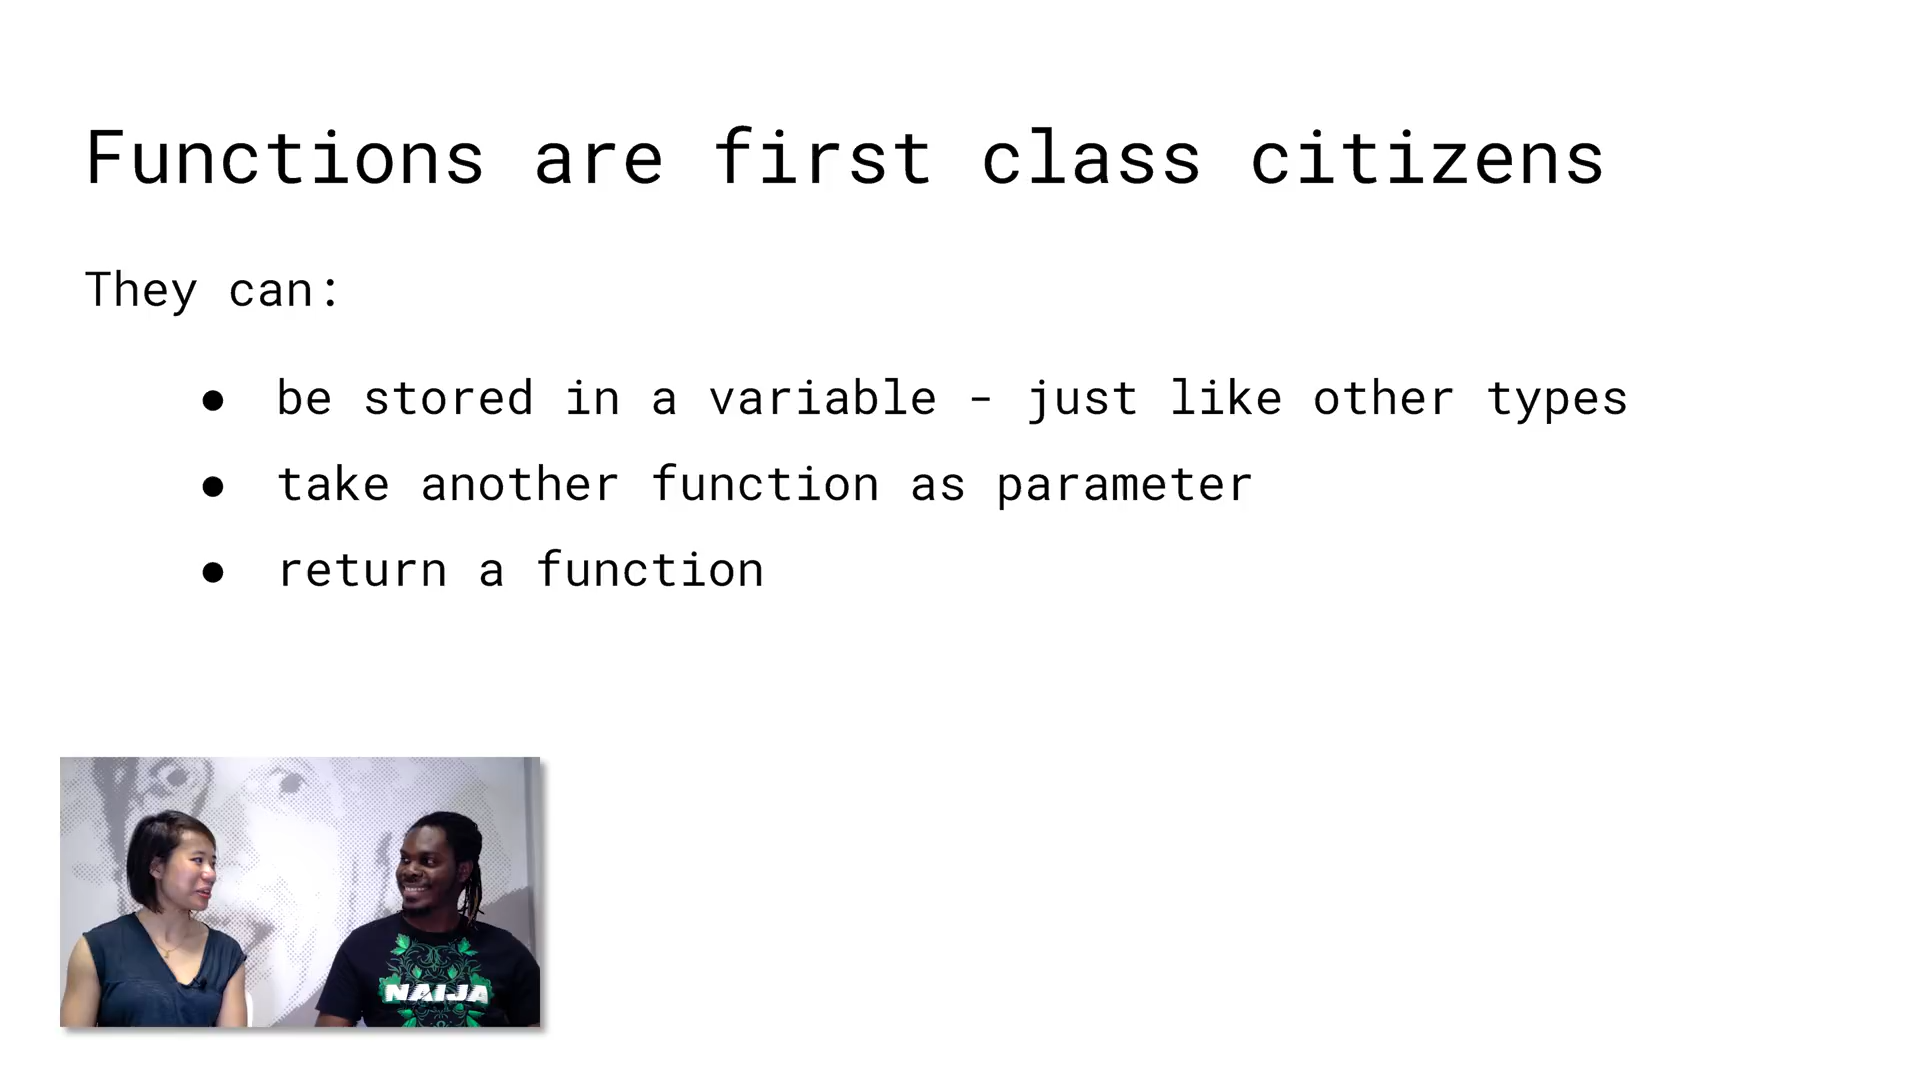 Functions are first class citizens
They can:
● be stored in a variable - just like other types
● take another function as parameter
● return a function
NAIJA